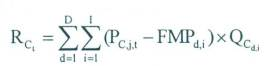 R_{C_t} = \sum_{d=1}^{D} \sum_{i=1}^{I} (P_{C,j,t} - FMP_{d,i}) \times Q_{C_{d,i}}